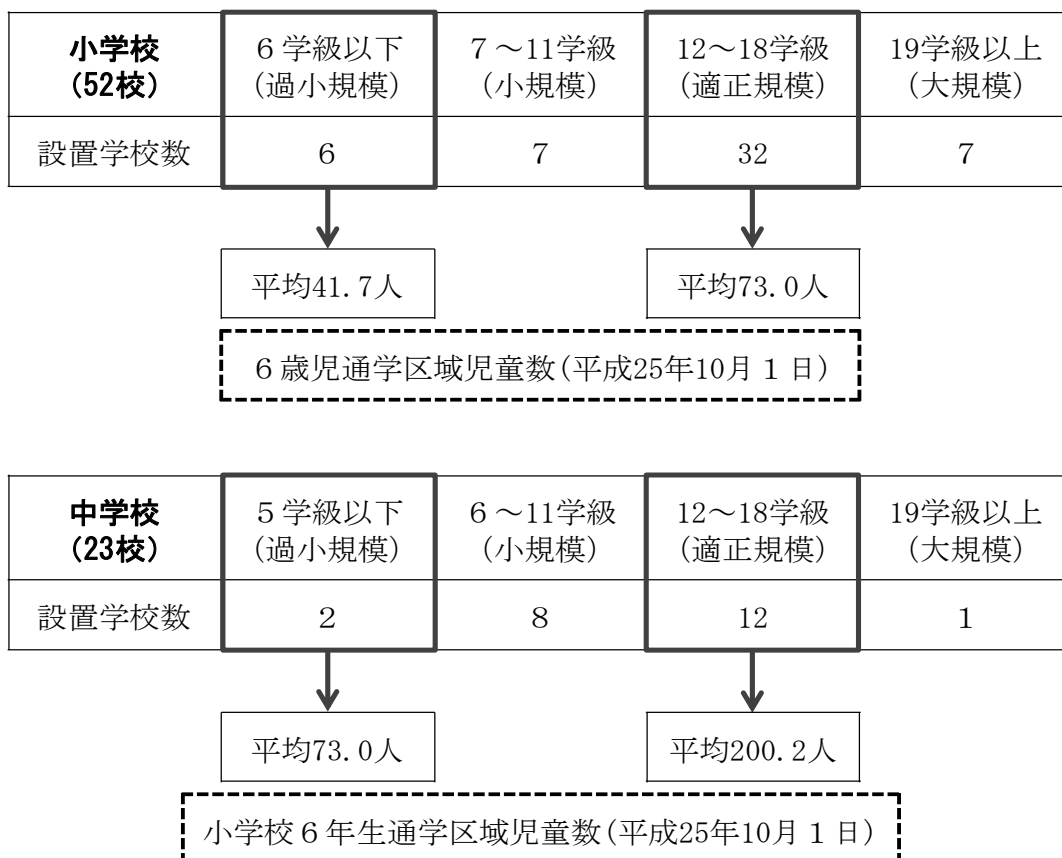 小学校
(52校)
6学級以下
(過小規模)
7～11学級
(小規模)
12～18学級
(適正規模)
19学級以上
(大規模)
設置学校数
6
7
32
7
平均41.7人
平均73.0人
6歳児通学区域児童数(平成25年10月1日)
中学校
(23校)
5学級以下
(過小規模)
6～11学級
(小規模)
12～18学級
(適正規模)
19学級以上
(大規模)
設置学校数
2
8
12
1
平均73.0人
平均200.2人
小学校6年生通学区域児童数(平成25年10月1日)